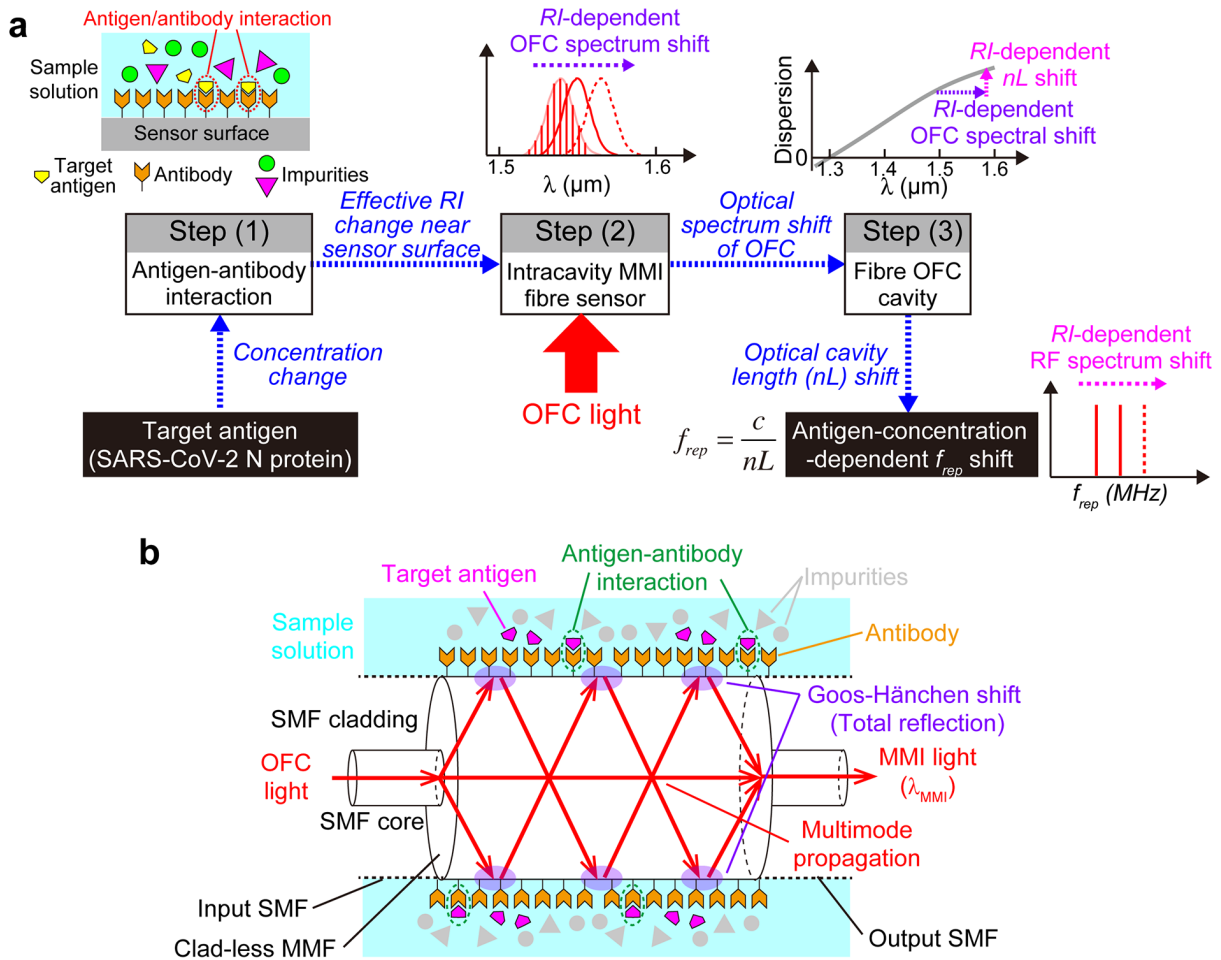 a
Antigen/antibody interaction
Sample
solution
Sensor surface
Target
antigen
Antibody
Impurities
RI-dependent
OFC spectrum shift
1.5
1.6
λ (μm)
Dispersion
0
RI-dependent
nL shift
RI-dependent
OFC spectral shift
1.3
1.4
1.5
1.6
λ (μm)
Step (1)
Antigen-antibody
interaction
Effective RI
change near
sensor surface
Step (2)
Intracavity MMI
fibre sensor
Optical
spectrum shift
of OFC
Step (3)
Fibre OFC
cavity
Concentration
change
Target antigen
(SARS-CoV-2 N protein)
OFC light
Optical cavity
length (nL) shift
f_rep = c/nL
Antigen-concentration
-dependent f_rep shift
RI-dependent
RF spectrum shift
f_rep (MHz)
b
Target antigen
Antigen-antibody
interaction
Impurities
Sample
solution
Antibody
SMF cladding
Goos-Hänchen shift
(Total reflection)
OFC
light
MMI light
(λMMI)
SMF core
Multimode
propagation
Input SMF
Clad-less MMF
Output SMF